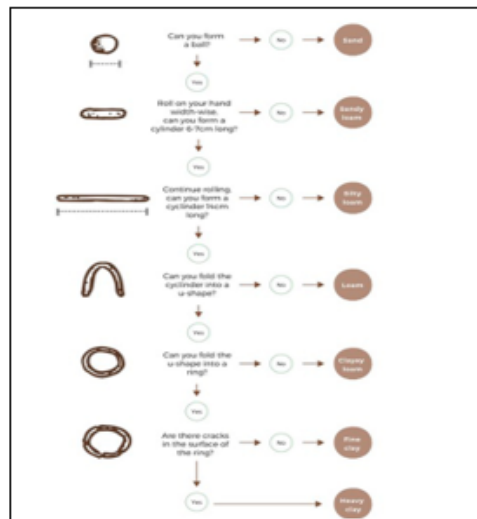 Can you form
a ball?
No
Sand
Yes
Roll on your hand
width-wise,
can you form a
cylinder 6-7cm long?
No
Sandy
loam
Yes
Continue rolling,
can you form a
cyclinder 14cm
long?
No
Silty
loam
Yes
Can you fold the
cylinder into a
u-shape?
No
Loam
Yes
Can you fold the
u-shape into a
ring?
No
Clayey
loam
Yes
Are there cracks
in the surface of
the ring?
No
Fine
clay
Yes
Heavy
clay